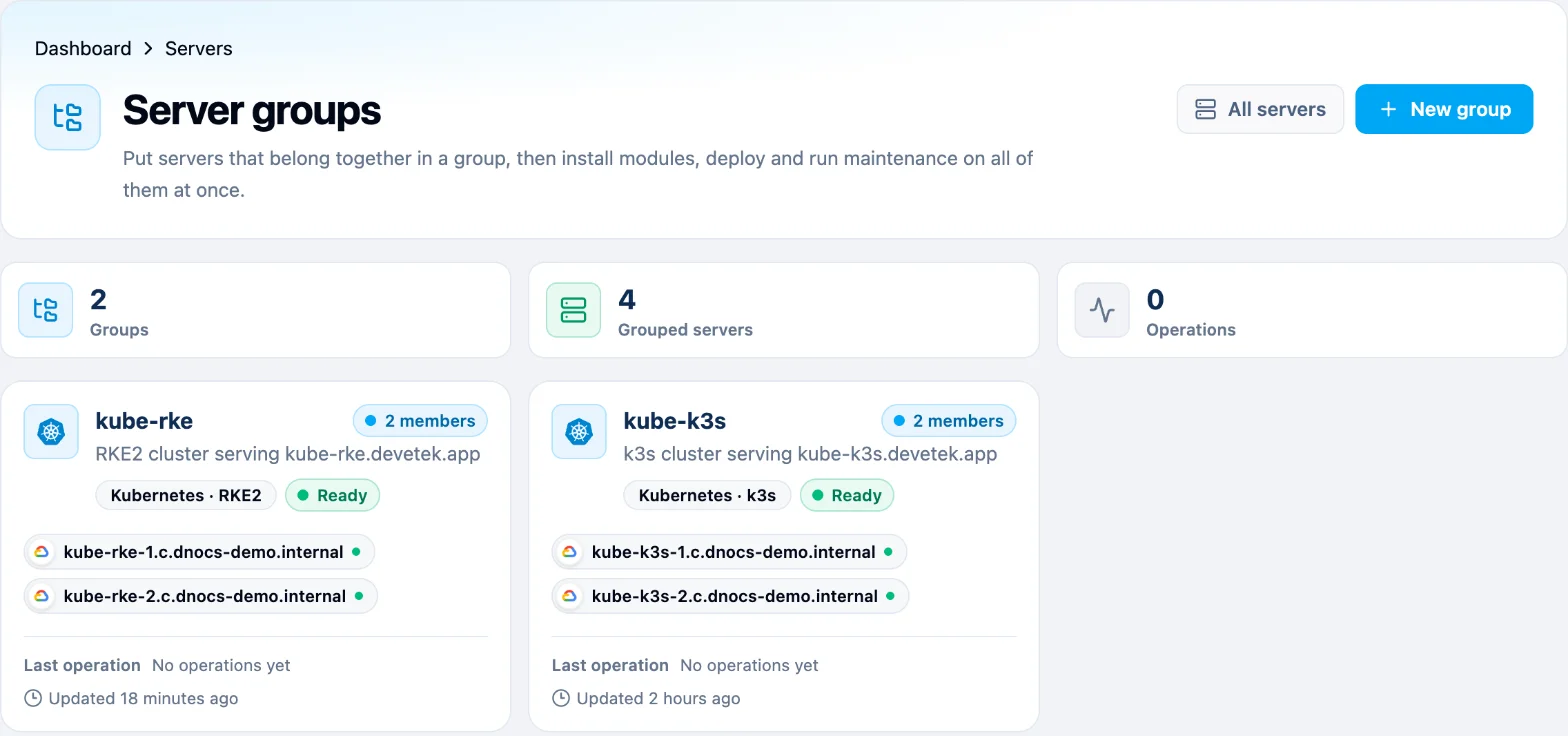 Dashboard > Servers
Server groups
Put servers that belong together in a group, then install modules, deploy and run maintenance on all of
them at once.
All servers
+ New group
2
Groups
4
Grouped servers
0
Operations
kube-rke
2 members
RKE2 cluster serving kube-rke.devetek.app
Kubernetes · RKE2
Ready
kube-rke-1.c.dnocs-demo.internal
kube-rke-2.c.dnocs-demo.internal
Last operation No operations yet
Updated 18 minutes ago
kube-k3s
2 members
k3s cluster serving kube-k3s.devetek.app
Kubernetes · k3s
Ready
kube-k3s-1.c.dnocs-demo.internal
kube-k3s-2.c.dnocs-demo.internal
Last operation No operations yet
Updated 2 hours ago